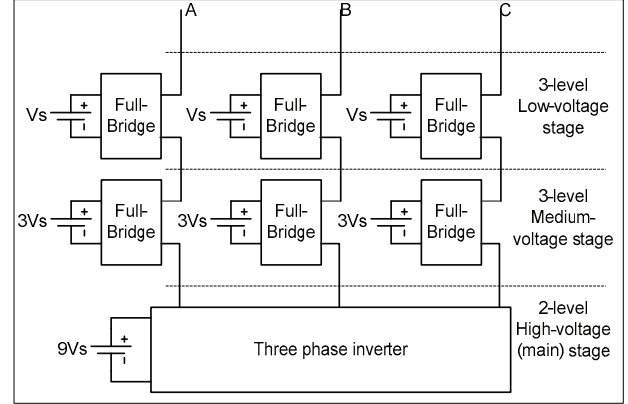 A B C
Vs Full-
Bridge Vs Full-
Bridge Vs Full-
Bridge
3-level
Low-voltage
stage
3Vs Full-
Bridge 3Vs Full-
Bridge 3Vs Full-
Bridge
3-level
Medium-
voltage stage
9Vs Three phase inverter
2-level
High-voltage
(main) stage